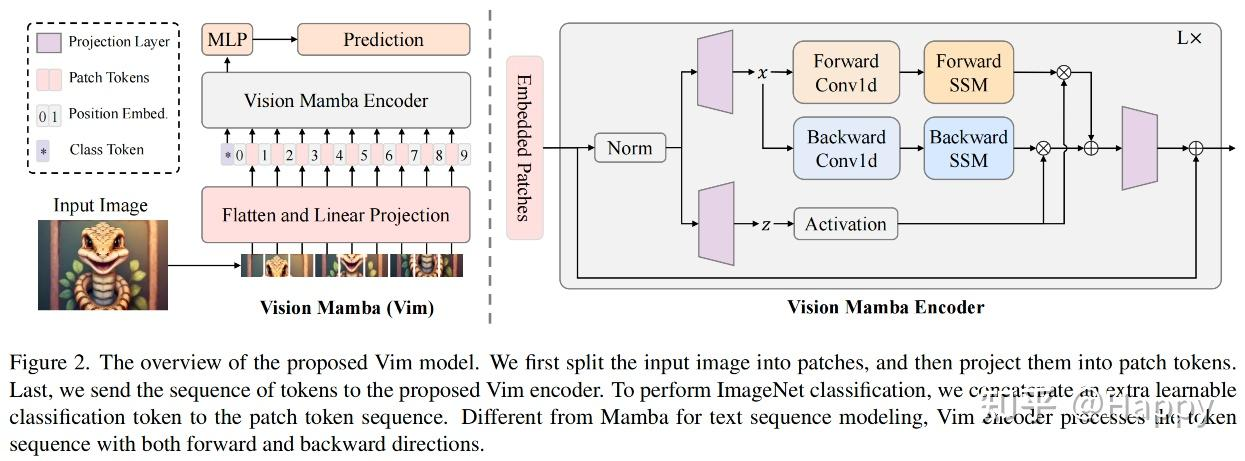 Projection Layer
Patch Tokens
0 1 Position Embed.
* Class Token
Input Image
MLP
Prediction
Vision Mamba Encoder
* 0 1 2 3 4 5 6 7 8 9
Flatten and Linear Projection
Vision Mamba (Vim)
Embedded Patches
L×
Norm
x
Forward Conv1d
Forward SSM
Backward Conv1d
Backward SSM
z
Activation
Vision Mamba Encoder
Figure 2. The overview of the proposed Vim model. We first split the input image into patches, and then project them into patch tokens.
Last, we send the sequence of tokens to the proposed Vim encoder. To perform ImageNet classification, we concatenate an extra learnable
classification token to the patch token sequence. Different from Mamba for text sequence modeling, Vim encoder processes the token
sequence with both forward and backward directions.
知乎 @Happy